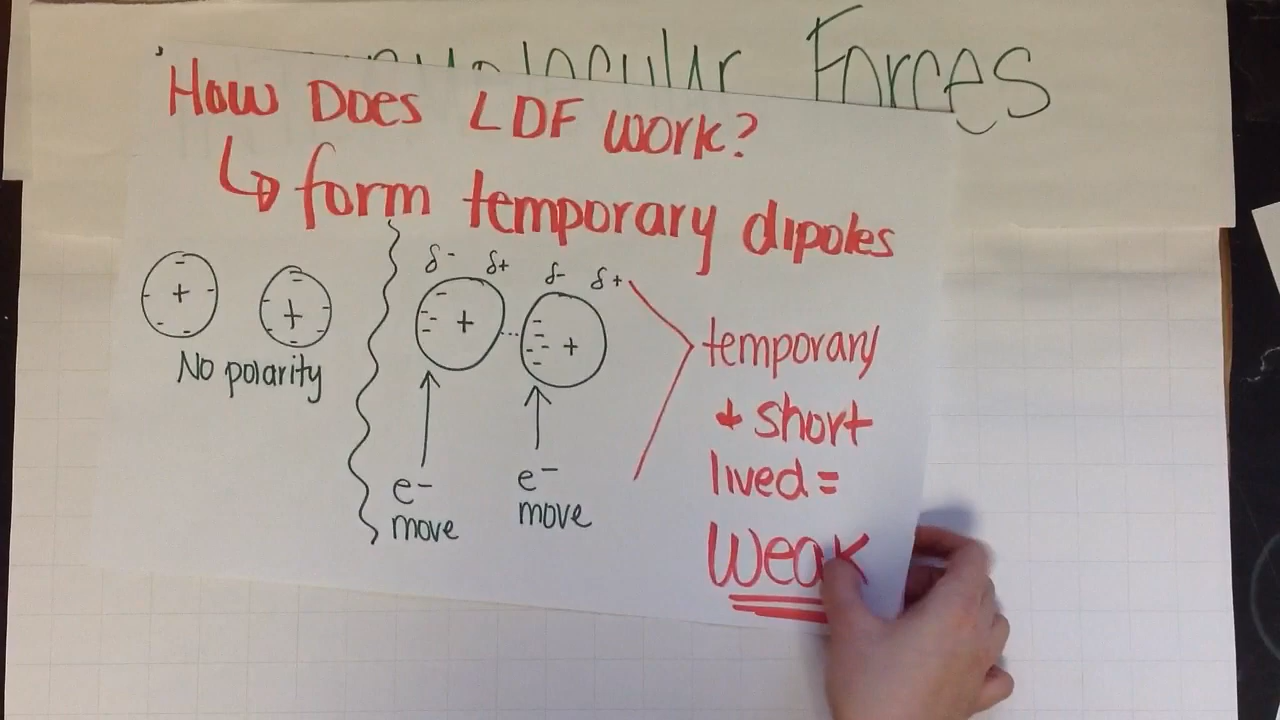 Forces
How Does LDF work?
↳ form temporary dipoles
δ- δ+ δ- δ+
+ + + +
No polarity
temporary
+ short
lived =
Weak
e- e-
move move